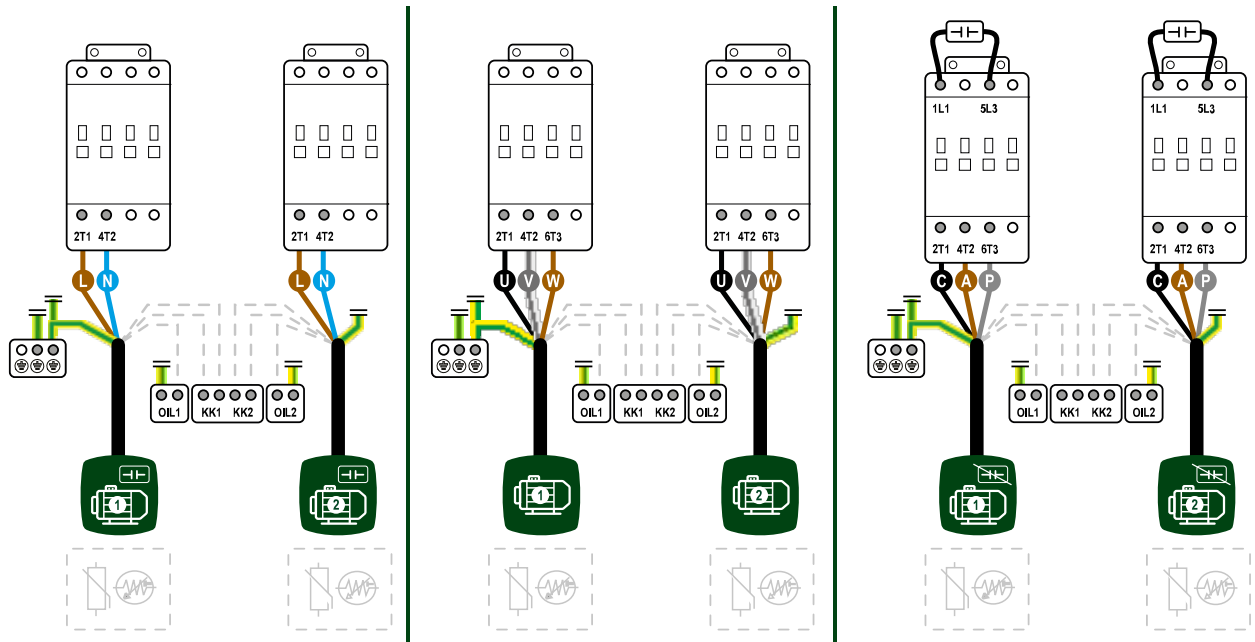 2T1 4T2
L N
OIL1 KK1 KK2 OIL2
1
2T1 4T2
L N
2
2T1 4T2 6T3
U V W
OIL1 KK1 KK2 OIL2
1
2T1 4T2 6T3
U V W
2
1L1 5L3
2T1 4T2 6T3
C A P
OIL1 KK1 KK2 OIL2
1
1L1 5L3
2T1 4T2 6T3
C A P
2